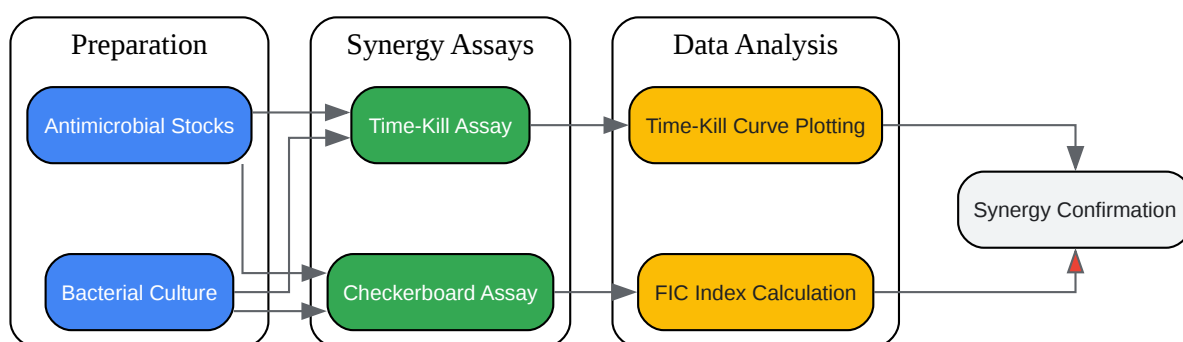 Preparation
Synergy Assays
Data Analysis
Antimicrobial Stocks
Time-Kill Assay
Time-Kill Curve Plotting
Synergy Confirmation
Bacterial Culture
Checkerboard Assay
FIC Index Calculation